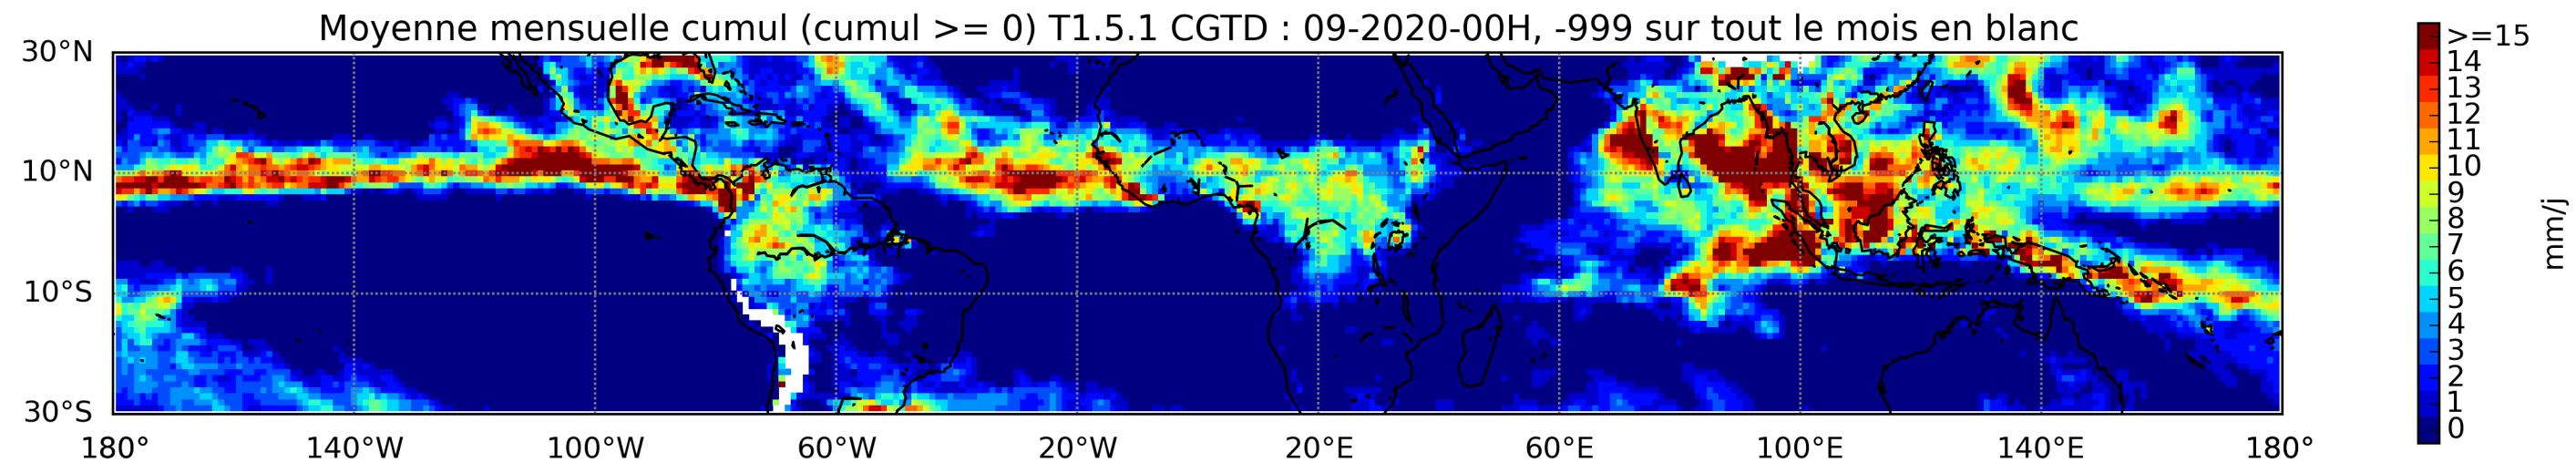 Moyenne mensuelle cumul (cumul >= 0) T1.5.1 CGTD : 09-2020-00H, -999 sur tout le mois en blanc
30°N
10°N
10°S
30°S
180° 140°W 100°W 60°W 20°W 20°E 60°E 100°E 140°E 180°
>=15
14
13
12
11
10
9
8
7
6
5
4
3
2
1
0
mm/j